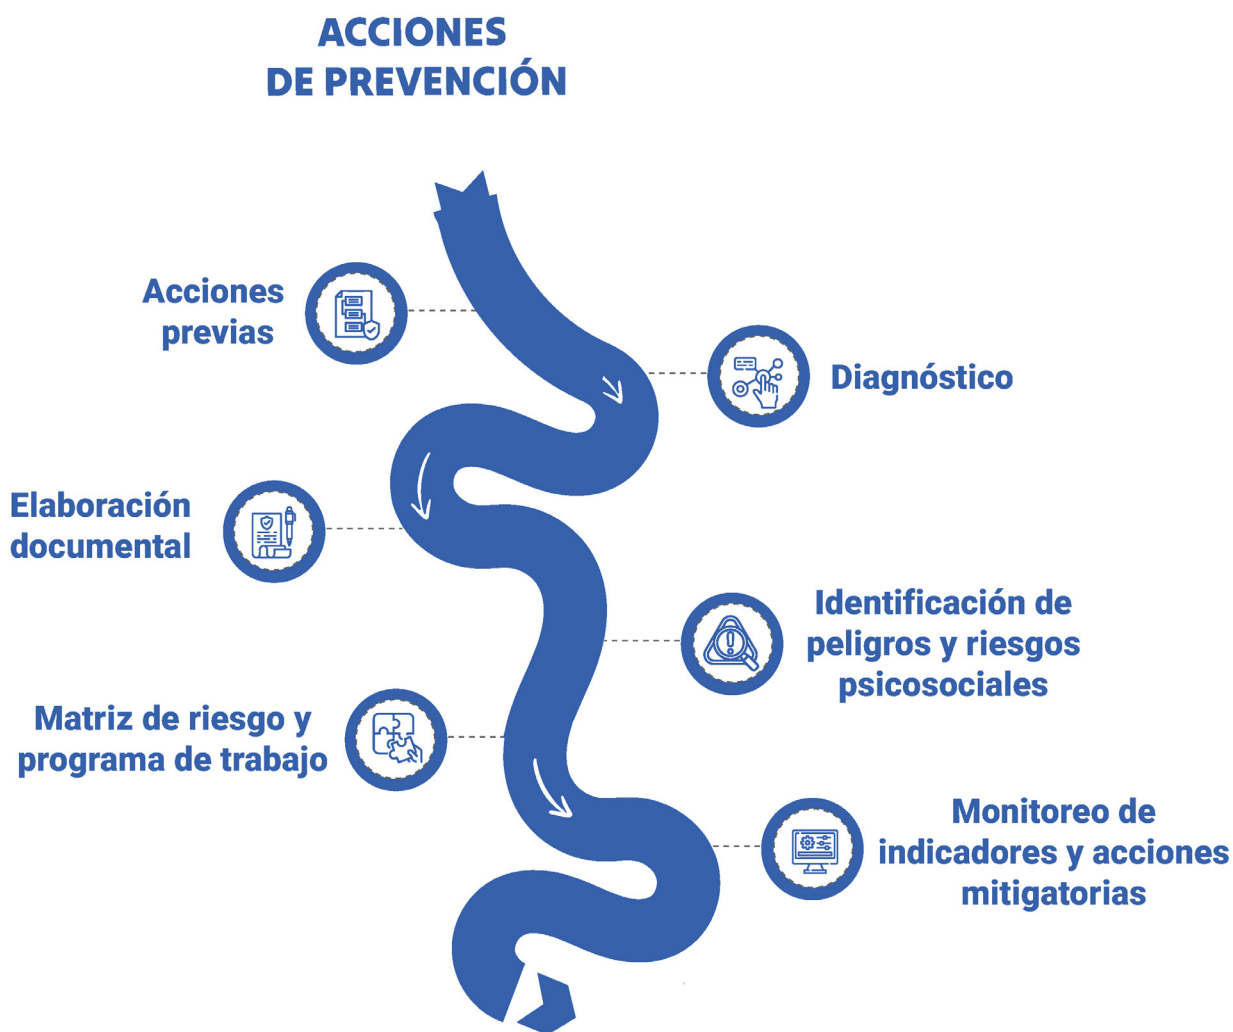 ACCIONES
DE PREVENCIÓN
Acciones
previas
Diagnóstico
Elaboración
documental
Identificación de
peligros y riesgos
psicosociales
Matriz de riesgo y
programa de trabajo
Monitoreo de
indicadores y acciones
mitigatorias